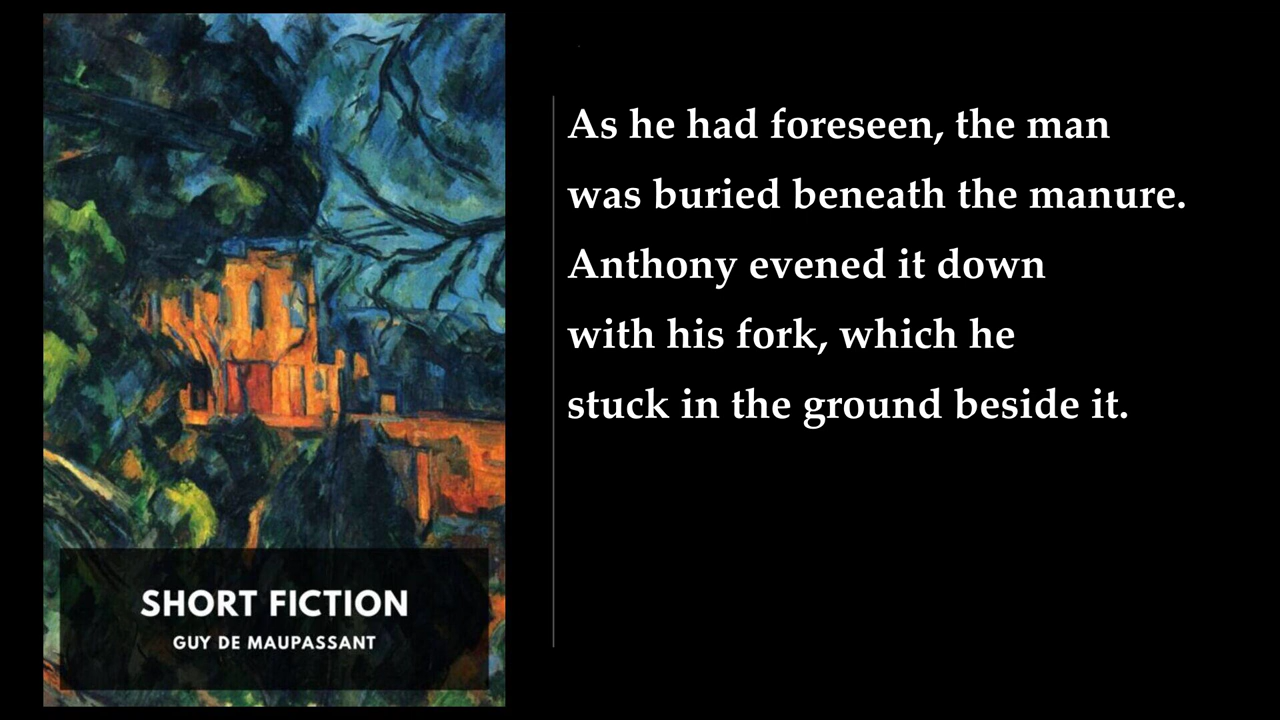 SHORT FICTION
GUY DE MAUPASSANT
As he had foreseen, the man
was buried beneath the manure.
Anthony evened it down
with his fork, which he
stuck in the ground beside it.